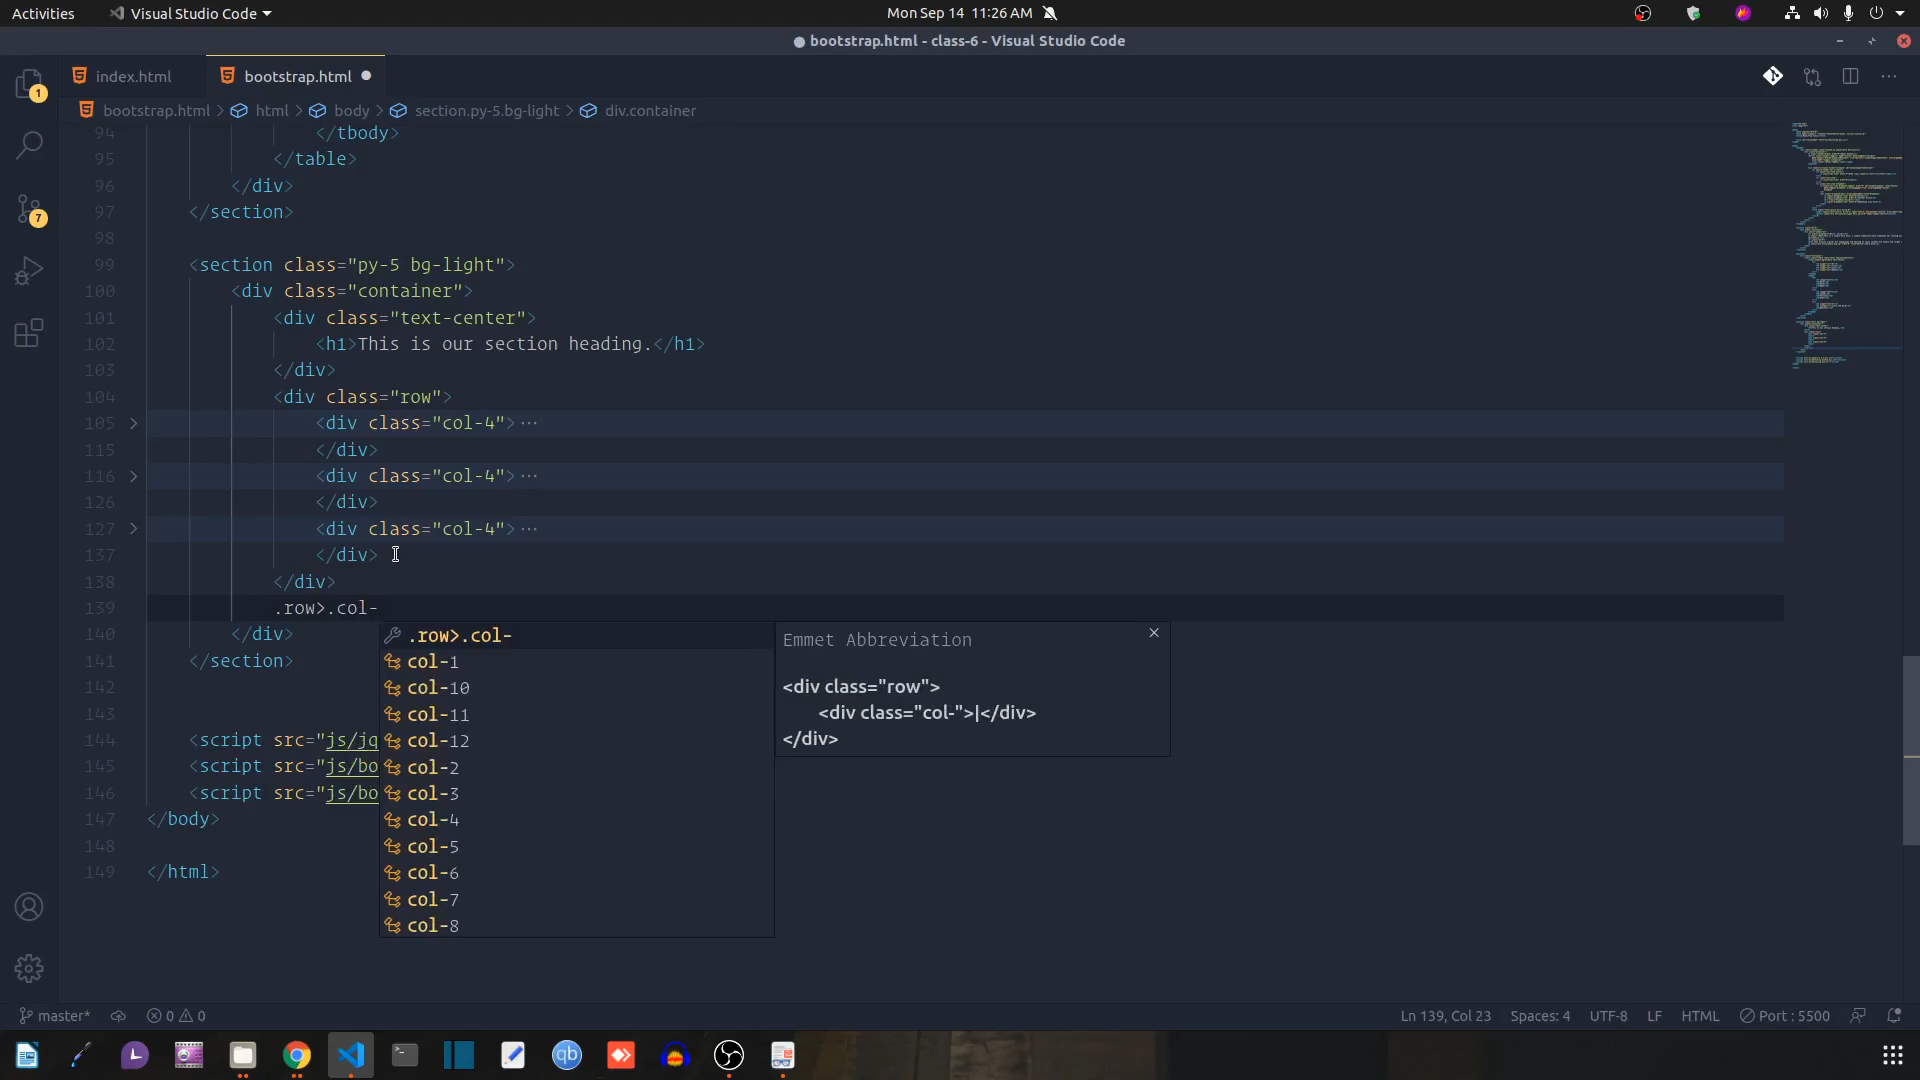 Activities
Visual Studio Code
Mon Sep 14 11:26 AM
● bootstrap.html - class-6 - Visual Studio Code
1
7
index.html
bootstrap.html
bootstrap.html > html > body > section.py-5.bg-light > div.container
94 </tbody>
95 </table>
96 </div>
97 </section>
98
99 <section class="py-5 bg-light">
100 <div class="container">
101 <div class="text-center">
102 <h1>This is our section heading.</h1>
103 </div>
104 <div class="row">
105 <div class="col-4">···
115 </div>
116 <div class="col-4">···
126 </div>
127 <div class="col-4">···
137 </div>
138 </div>
139 .row>.col-
140 </div>
141 </section>
142
143
144 <script src="js/jq
145 <script src="js/bo
146 <script src="js/bo
147 </body>
148
149 </html>
.row>.col-
col-1
col-10
col-11
col-12
col-2
col-3
col-4
col-5
col-6
col-7
col-8
Emmet Abbreviation
<div class="row">
<div class="col-">|</div>
</div>
master*
0 0
Ln 139, Col 23
Spaces: 4
UTF-8
LF
HTML
Port : 5500
qb